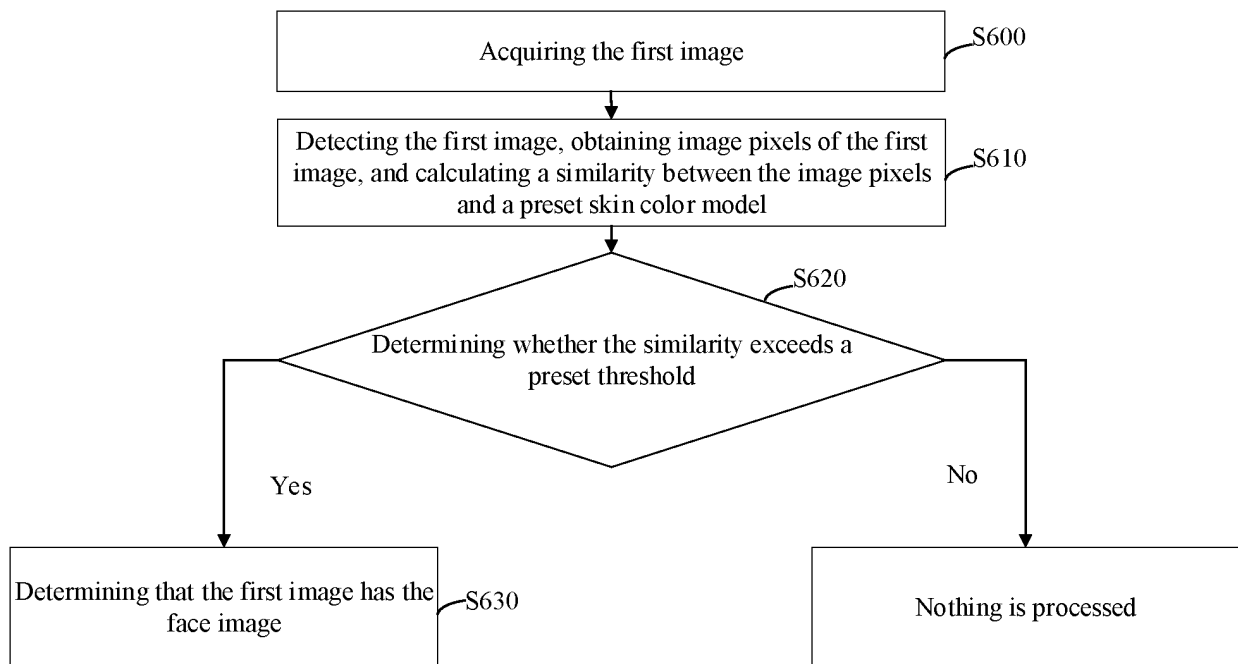 Acquiring the first image
S600
Detecting the first image, obtaining image pixels of the first
image, and calculating a similarity between the image pixels
and a preset skin color model
S610
S620
Determining whether the similarity exceeds a
preset threshold
Yes
No
Determining that the first image has the
face image
S630
Nothing is processed